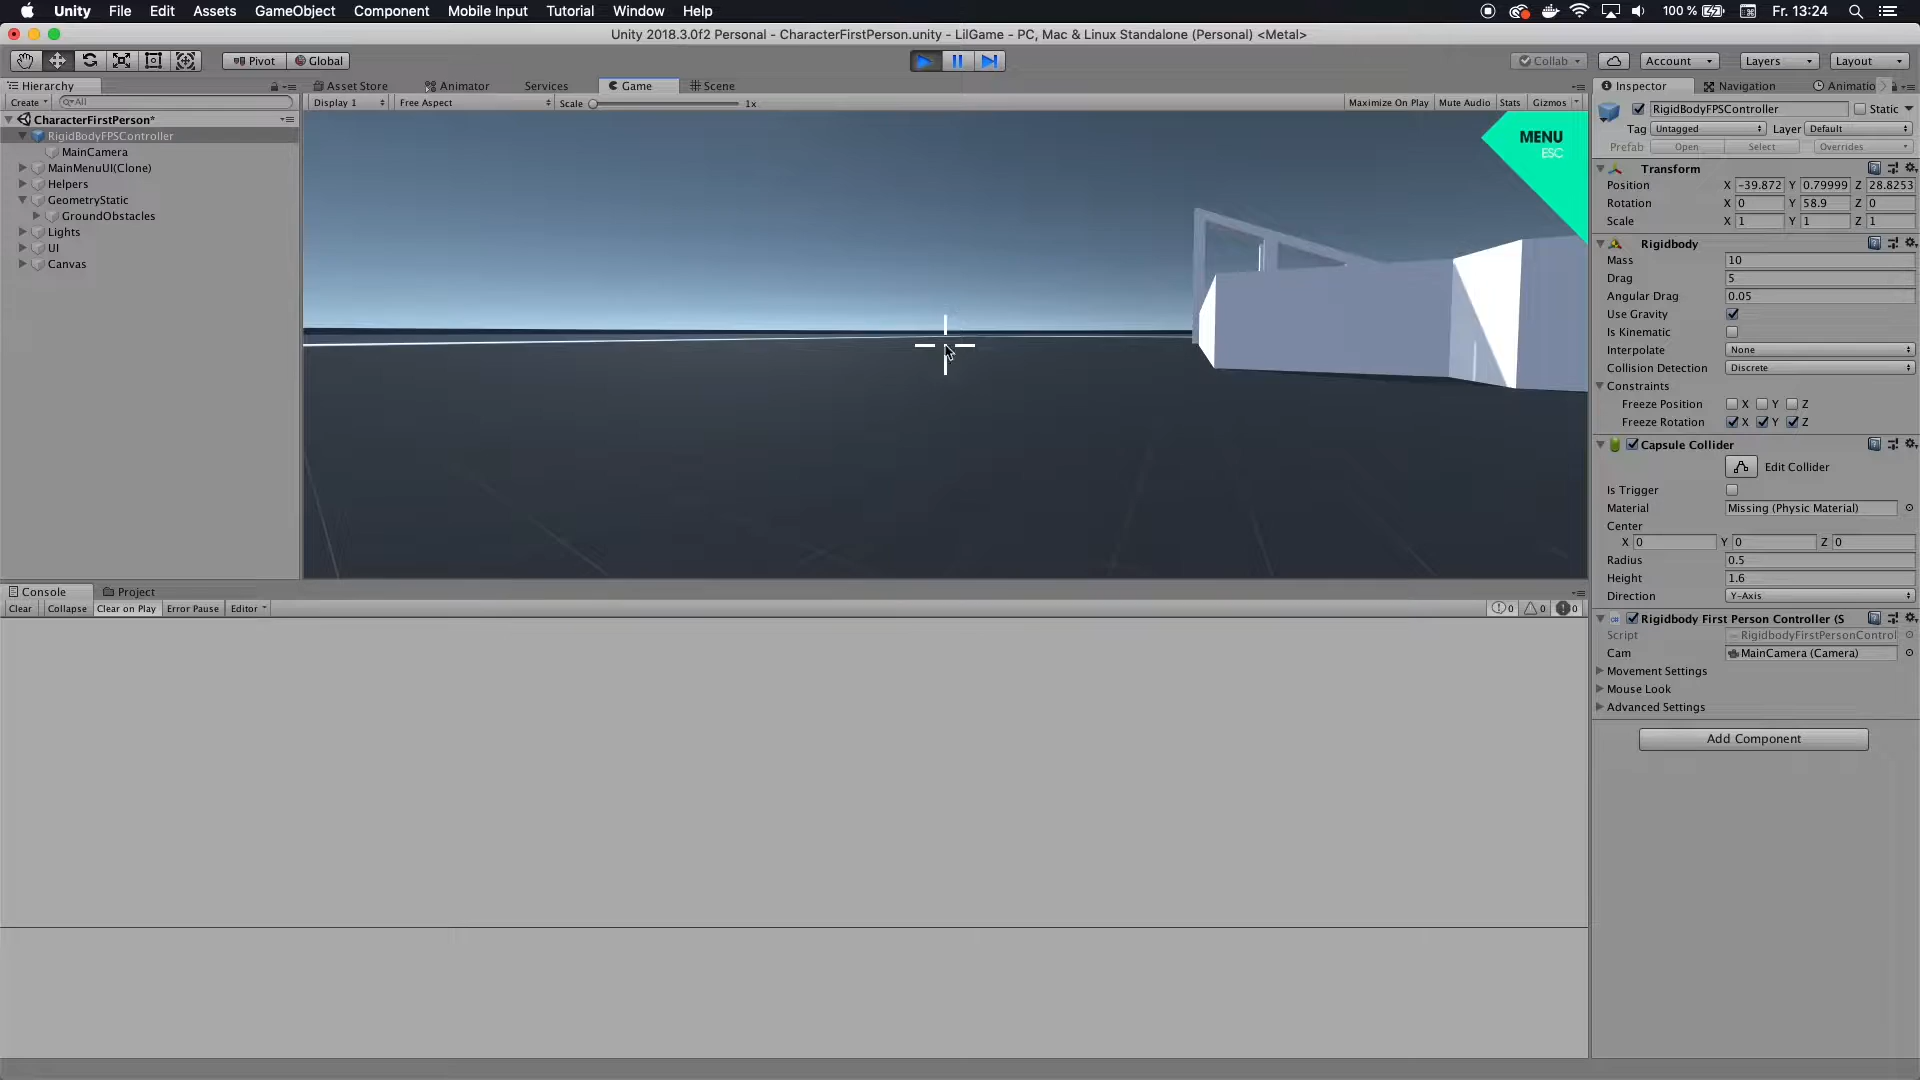 Unity File Edit Assets GameObject Component Mobile Input Tutorial Window Help 100 % Fr. 13:24
Unity 2018.3.0f2 Personal - CharacterFirstPerson.unity - LilGame - PC, Mac & Linux Standalone (Personal) <Metal>
Pivot Global Collab Account Layers Layout
Hierarchy Asset Store Animator Services Game Scene Inspector Navigation Animatio
Create All Display 1 Free Aspect Scale 1x Maximize On Play Mute Audio Stats Gizmos
CharacterFirstPerson*
RigidBodyFPSController
MainCamera
MainMenuUI(Clone)
Helpers
GeometryStatic
GroundObstacles
Lights
UI
Canvas
MENU
ESC
RigidBodyFPSController Static
Tag Untagged Layer Default
Prefab Open Select Overrides
Transform
Position X -39.872 Y 0.79999 Z 28.8253
Rotation X 0 Y 58.9 Z 0
Scale X 1 Y 1 Z 1
Rigidbody
Mass 10
Drag 5
Angular Drag 0.05
Use Gravity
Is Kinematic
Interpolate None
Collision Detection Discrete
Constraints
Freeze Position X Y Z
Freeze Rotation X Y Z
Capsule Collider
Edit Collider
Is Trigger
Material Missing (Physic Material)
Center
X 0 Y 0 Z 0
Radius 0.5
Height 1.6
Direction Y-Axis
Rigidbody First Person Controller (S
Script RigidbodyFirstPersonControl
Cam MainCamera (Camera)
Movement Settings
Mouse Look
Advanced Settings
Add Component
Console Project
Clear Collapse Clear on Play Error Pause Editor 0 0 0